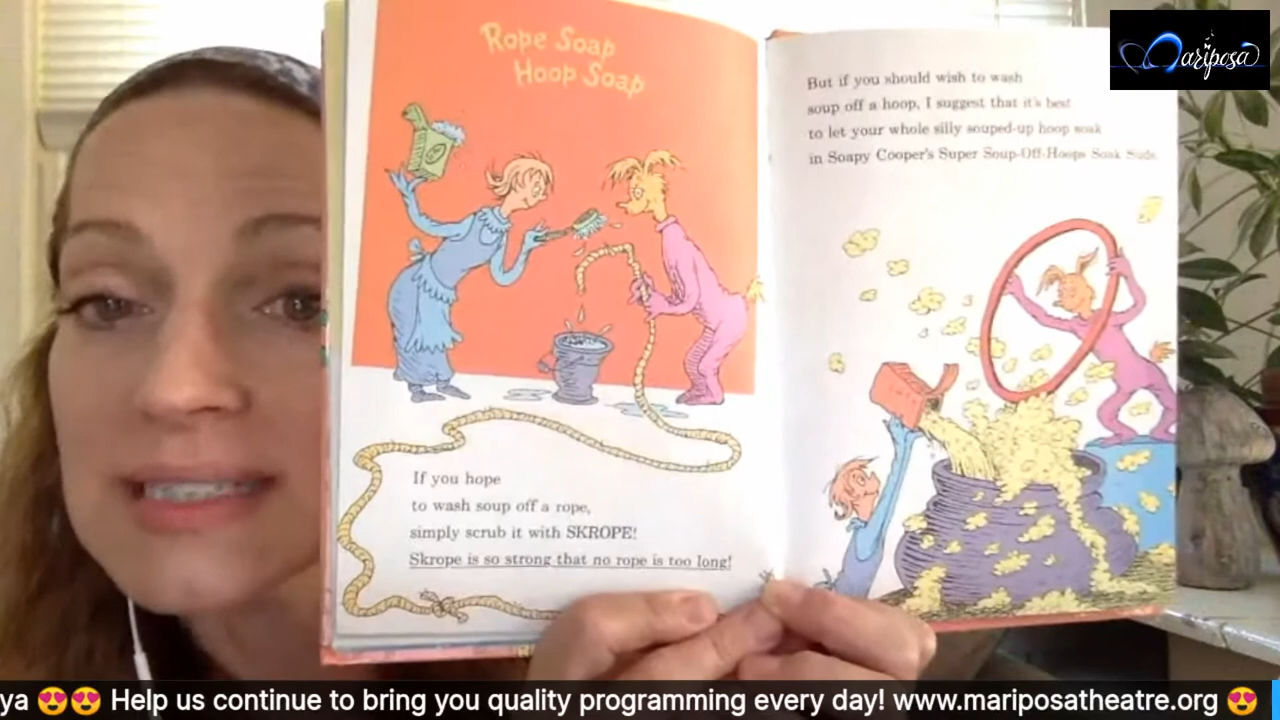 Rope Soap
Hoop Soap
If you hope
to wash soup off a rope,
simply scrub it with SKROPE!
Skrope is so strong that no rope is too long!
But if you should wish to wash
soup off a hoop, I suggest that it's best
to let your whole silly souped-up hoop soak
in Soapy Cooper's Super Soup-Off-Hoops Soak Suds.
Mariposa
ya 😍😍 Help us continue to bring you quality programming every day! www.mariposatheatre.org 😍